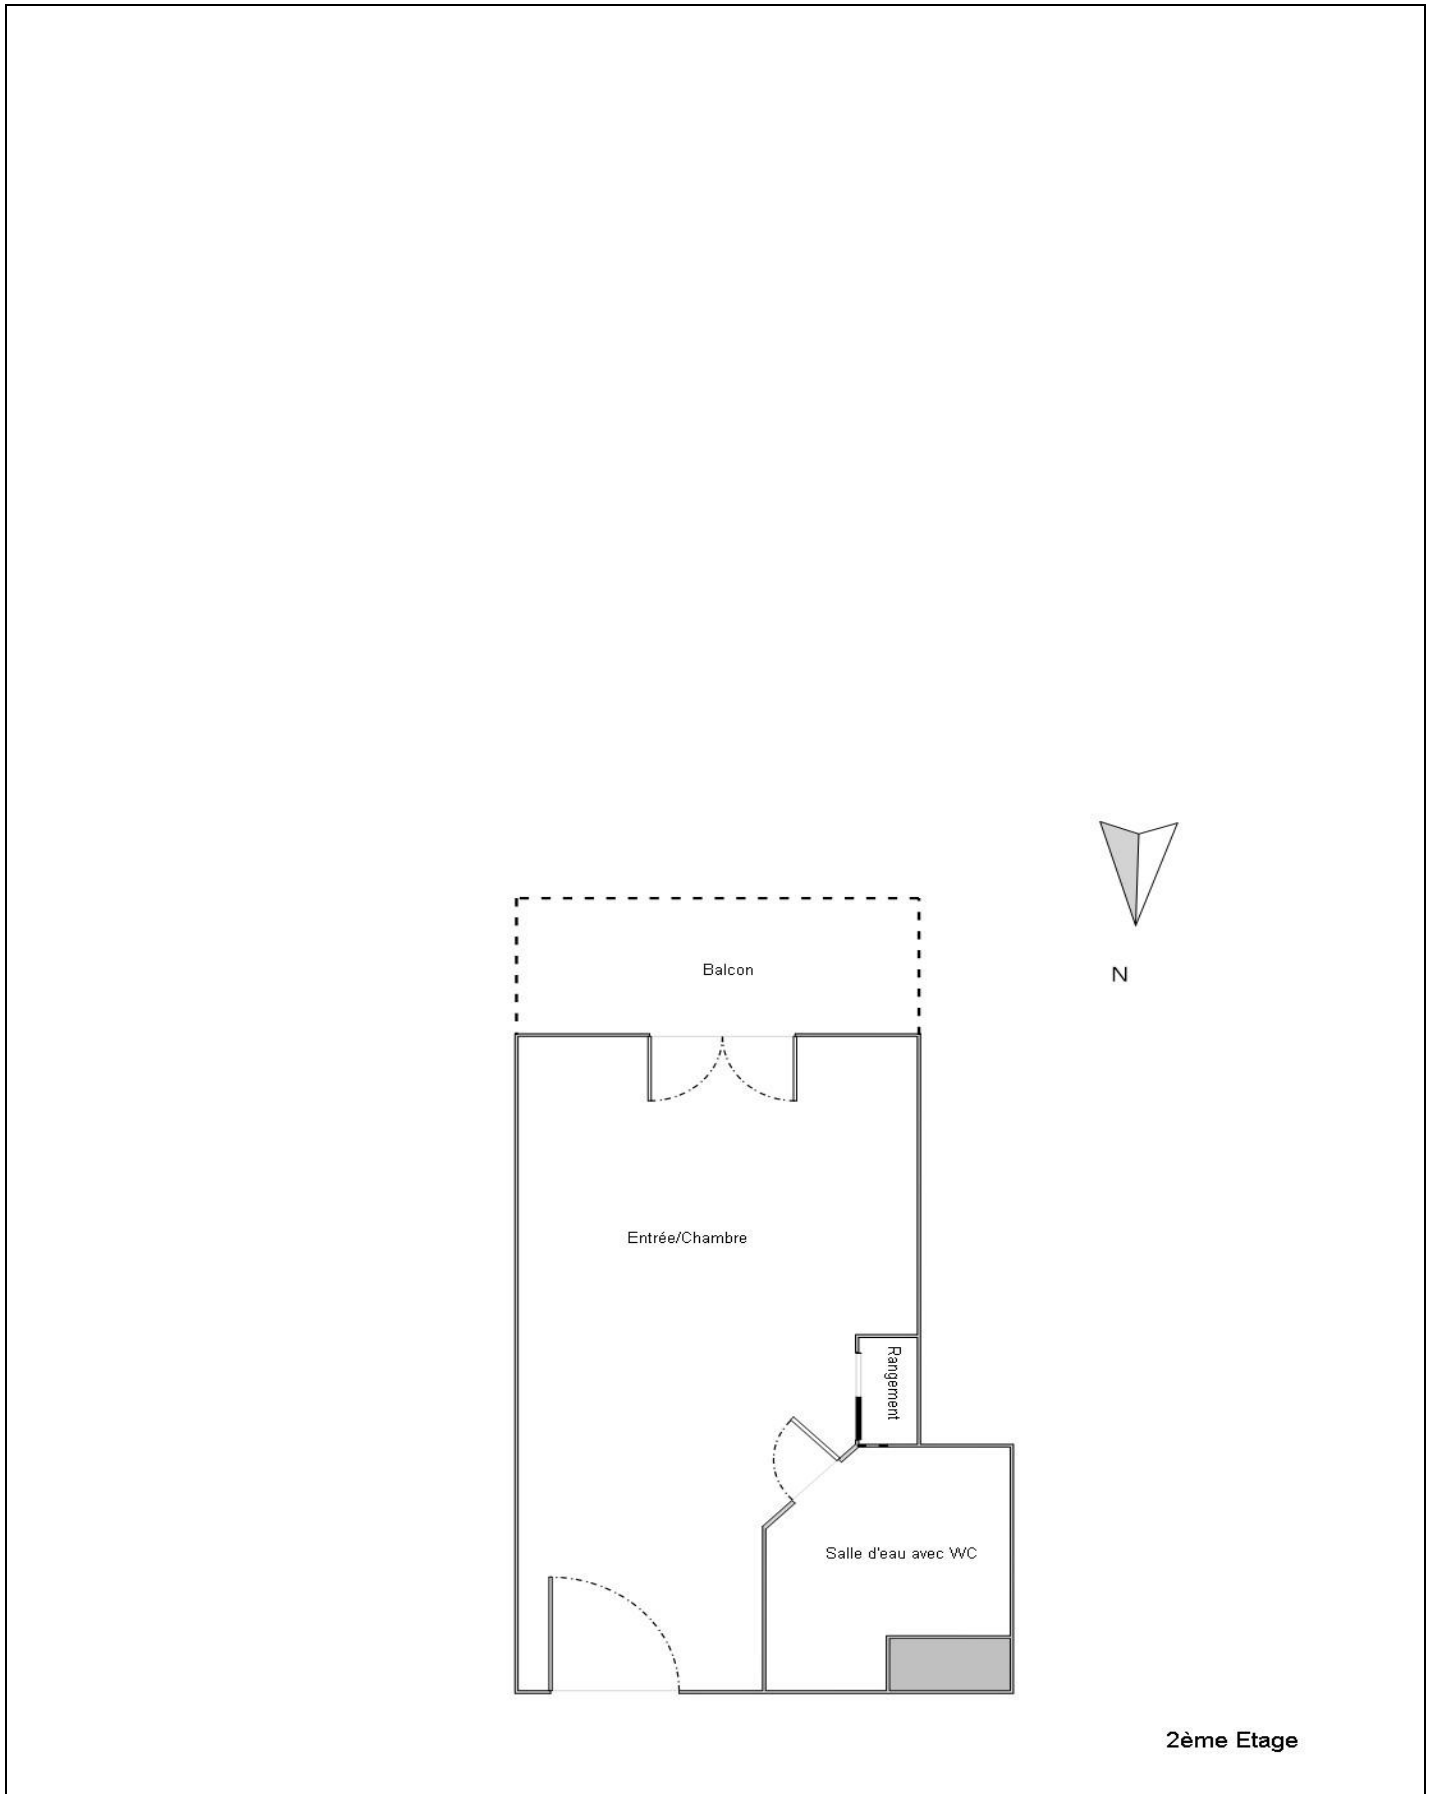 Balcon
N
Entrée/Chambre
Rangement
Salle d'eau avec WC
2ème Etage